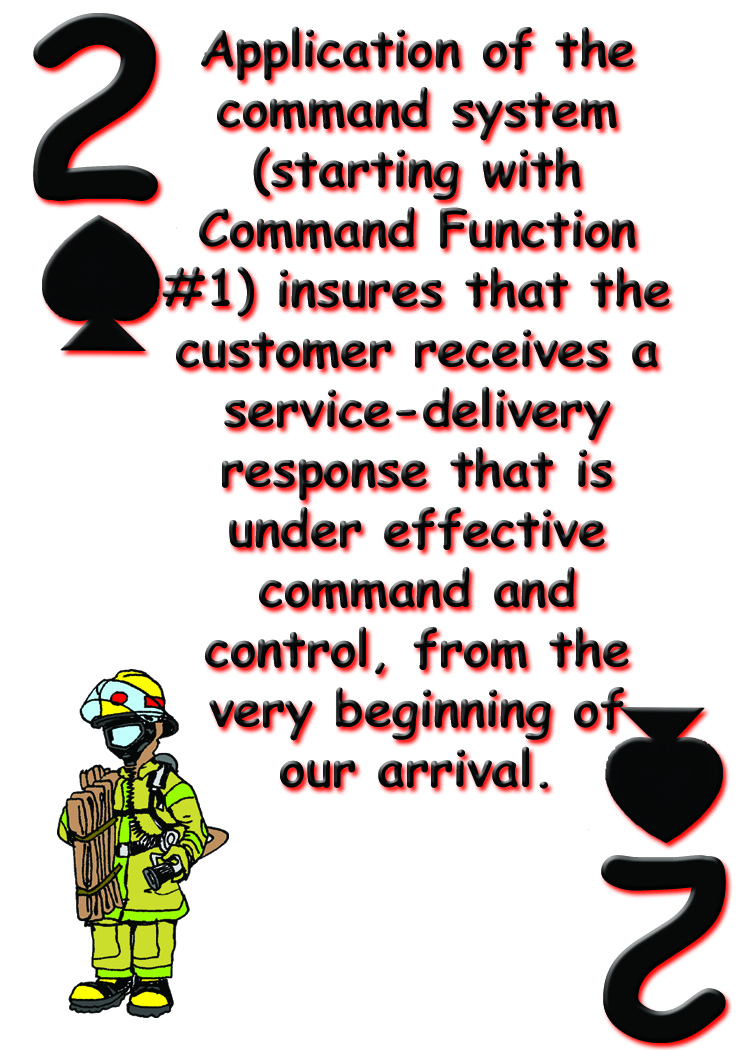 2
Application of the
command system
(starting with
Command Function
#1) insures that the
customer receives a
service-delivery
response that is
under effective
command and
control, from the
very beginning of
our arrival.
2